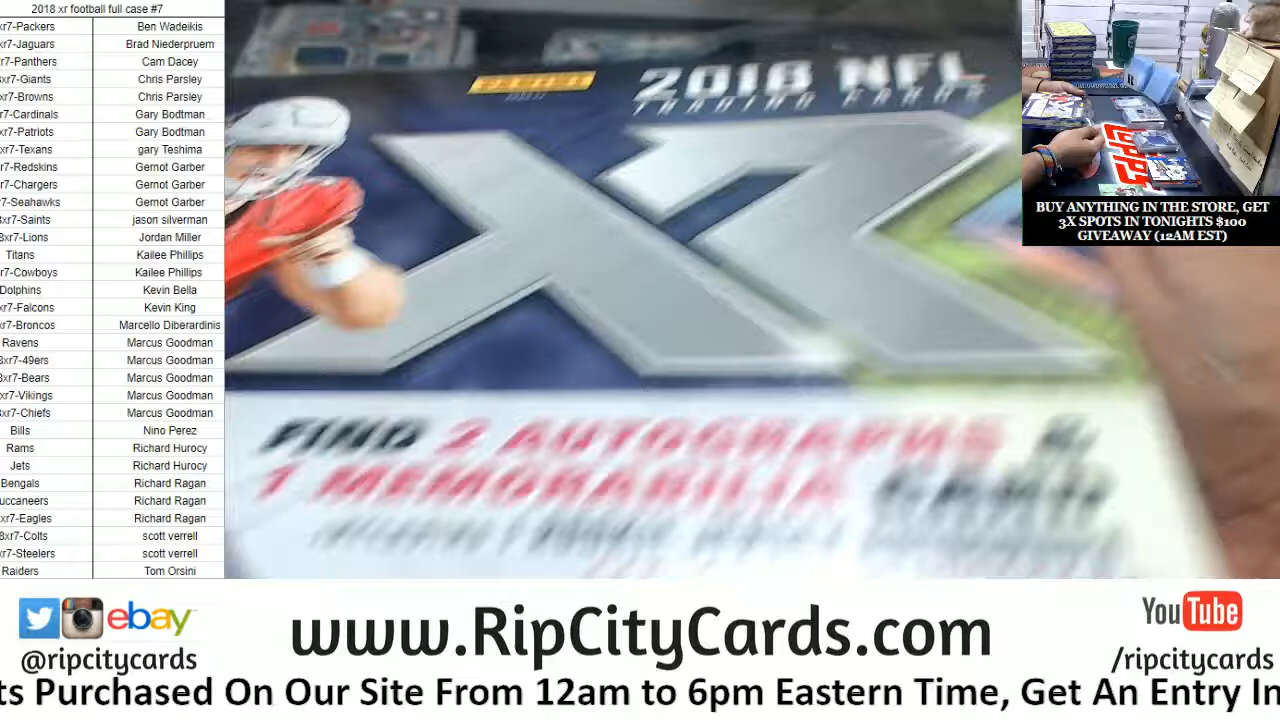 2018 xr football full case #7
xr7-Packers Ben Wadeikis
xr7-Jaguars Brad Niederpruem
xr7-Panthers Cam Dacey
xr7-Giants Chris Parsley
xr7-Browns Chris Parsley
xr7-Cardinals Gary Bodtman
xr7-Patriots Gary Bodtman
xr7-Texans gary Teshima
r7-Redskins Gernot Garber
r7-Chargers Gernot Garber
r7-Seahawks Gernot Garber
8xr7-Saints jason silverman
8xr7-Lions Jordan Miller
Titans Kailee Phillips
r7-Cowboys Kailee Phillips
Dolphins Kevin Bella
xr7-Falcons Kevin King
xr7-Broncos Marcello Diberardinis
Ravens Marcus Goodman
8xr7-49ers Marcus Goodman
8xr7-Bears Marcus Goodman
xr7-Vikings Marcus Goodman
8xr7-Chiefs Marcus Goodman
Bills Nino Perez
Rams Richard Hurocy
Jets Richard Hurocy
Bengals Richard Ragan
uccaneers Richard Ragan
xr7-Eagles Richard Ragan
8xr7-Colts scott verrell
xr7-Steelers scott verrell
Raiders Tom Orsini
PANINI
2018 NFL
TRADING CARDS
XR
FIND 2 AUTOGRAPHS &
1 MEMORABILIA CARD
BUY ANYTHING IN THE STORE, GET
3X SPOTS IN TONIGHTS $100
GIVEAWAY (12AM EST)
ebay
@ripcitycards
www.RipCityCards.com
YouTube
/ripcitycards
ts Purchased On Our Site From 12am to 6pm Eastern Time, Get An Entry In